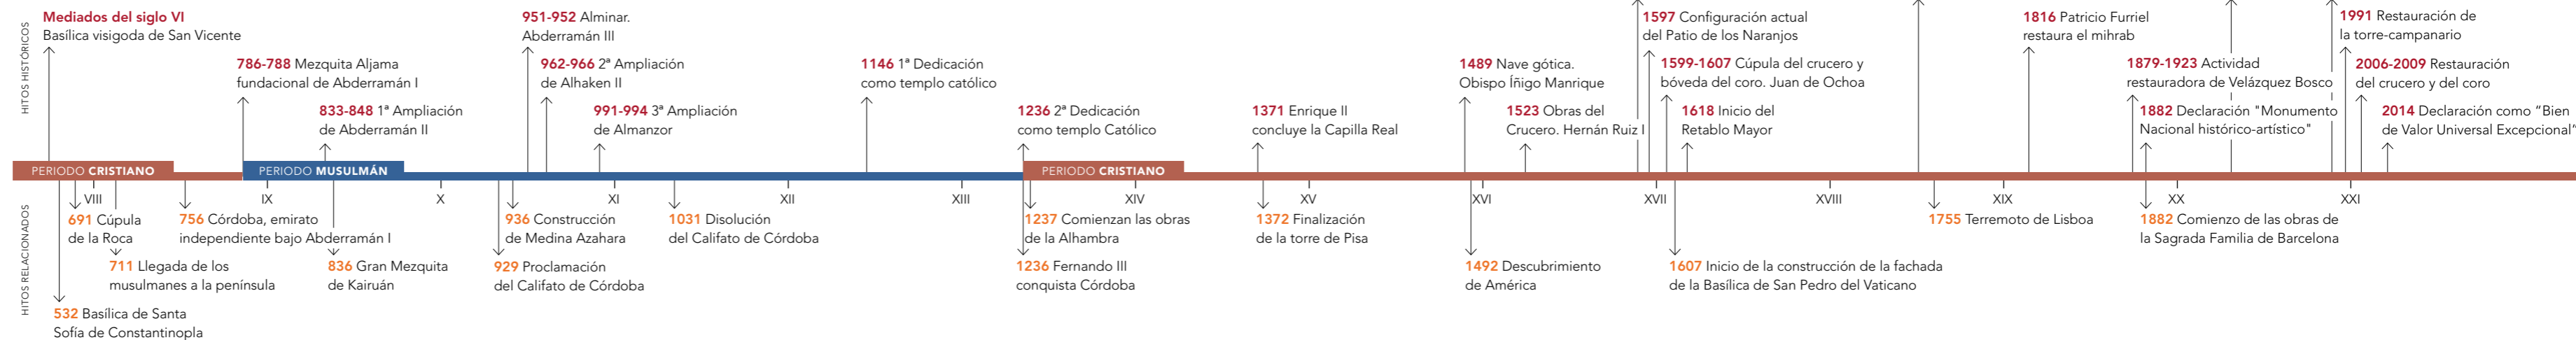 HITOS HISTÓRICOS
Mediados del siglo VI
Basílica visigoda de San Vicente
786-788 Mezquita Aljama
fundacional de Abderramán I
833-848 1ª Ampliación
de Abderramán II
951-952 Alminar.
Abderramán III
962-966 2ª Ampliación
de Alhaken II
991-994 3ª Ampliación
de Almanzor
1146 1ª Dedicación
como templo católico
1236 2ª Dedicación
como templo Católico
1371 Enrique II
concluye la Capilla Real
1489 Nave gótica.
Obispo Íñigo Manrique
1523 Obras del
Crucero. Hernán Ruiz I
1597 Configuración actual
del Patio de los Naranjos
1599-1607 Cúpula del crucero y
bóveda del coro. Juan de Ochoa
1618 Inicio del
Retablo Mayor
1816 Patricio Furriel
restaura el mihrab
1879-1923 Actividad
restauradora de Velázquez Bosco
1882 Declaración "Monumento
Nacional histórico-artístico"
1991 Restauración de
la torre-campanario
2006-2009 Restauración
del crucero y del coro
2014 Declaración como “Bien
de Valor Universal Excepcional”
PERIODO CRISTIANO
PERIODO MUSULMÁN
PERIODO CRISTIANO
VIII
IX
X
XI
XII
XIII
XIV
XV
XVI
XVII
XVIII
XIX
XX
XXI
HITOS RELACIONADOS
691 Cúpula
de la Roca
711 Llegada de los
musulmanes a la península
532 Basílica de Santa
Sofía de Constantinopla
756 Córdoba, emirato
independiente bajo Abderramán I
836 Gran Mezquita
de Kairuán
936 Construcción
de Medina Azahara
929 Proclamación
del Califato de Córdoba
1031 Disolución
del Califato de Córdoba
1237 Comienzan las obras
de la Alhambra
1236 Fernando III
conquista Córdoba
1372 Finalización
de la torre de Pisa
1492 Descubrimiento
de América
1607 Inicio de la construcción de la fachada
de la Basílica de San Pedro del Vaticano
1755 Terremoto de Lisboa
1882 Comienzo de las obras de
la Sagrada Familia de Barcelona